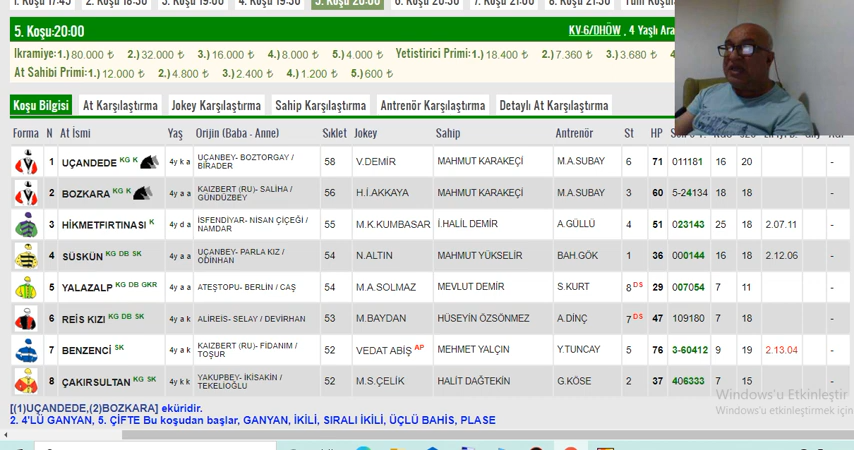 1. Koşu 17:45 2. Koşu 18:30 3. Koşu 19:00 4. Koşu 19:30 5. Koşu 20:00 6. Koşu 20:30 7. Koşu 21:00 8. Koşu 21:30 Tüm Koşu
5. Koşu:20:00 KV-6/DHÖW , 4 Yaşlı Ara
Ikramiye:1.) 80.000 ₺ 2.) 32.000 ₺ 3.) 16.000 ₺ 4.) 8.000 ₺ 5.) 4.000 ₺ Yetistirici Primi:1.) 18.400 ₺ 2.) 7.360 ₺ 3.) 3.680 ₺
At Sahibi Primi:1.) 12.000 ₺ 2.) 4.800 ₺ 3.) 2.400 ₺ 4.) 1.200 ₺ 5.) 600 ₺
Koşu Bilgisi At Karşılaştırma Jokey Karşılaştırma Sahip Karşılaştırma Antrenör Karşılaştırma Detaylı At Karşılaştırma
Forma N At İsmi Yaş Orijin (Baba - Anne) Sıklet Jokey Sahip Antrenör St HP
1 UÇANDEDE KG K 4y k a UÇANBEY- BOZTORGAY / BİRADER 58 V.DEMİR MAHMUT KARAKEÇİ M.A.SUBAY 6 71 011181 16 20 -
2 BOZKARA KG K 4y a a KAIZBERT (RU)- SALİHA / GÜNDÜZBEY 56 H.İ.AKKAYA MAHMUT KARAKEÇİ M.A.SUBAY 3 60 5-24134 18 18 -
3 HİKMETFIRTINASI K 4y d a İSFENDİYAR- NİSAN ÇİÇEĞİ / NAMDAR 55 M.K.KUMBASAR İ.HALİL DEMİR A.GÜLLÜ 4 51 023143 25 18 2.07.11 -
4 SÜSKÜN KG DB SK 4y a a UÇANBEY- PARLA KIZ / ODİNHAN 54 N.ALTIN MAHMUT YÜKSELİR BAH.GÖK 1 36 000144 16 18 2.12.06 -
5 YALAZALP KG DB GKR 4y a a ATEŞTOPU- BERLİN / CAŞ 54 M.A.SOLMAZ MEVLUT DEMİR S.KURT 8 DS 29 007054 7 11 -
6 REİS KIZI KG DB SK 4y a k ALİREİS- SELAY / DEVİRHAN 53 M.BAYDAN HÜSEYİN ÖZSÖNMEZ A.DİNÇ 7 DS 47 109180 7 18 -
7 BENZENCİ SK 4y a k KAIZBERT (RU)- FİDANIM / TOŞUR 52 VEDAT ABİŞ AP MEHMET YALÇIN Y.TUNCAY 5 76 3-60412 9 19 2.13.04 -
8 ÇAKIRSULTAN KG SK 4y k k YAKUPBEY- İKİSAKİN / TEKELİOĞLU 52 M.S.ÇELİK HALİT DAĞTEKİN G.KÖSE 2 37 406333 7 15 -
Windows'u Etkinleştir
[(1)UÇANDEDE,(2)BOZKARA] eküridir.
Windows'u etkinleştirmek için
2. 4'LÜ GANYAN, 5. ÇİFTE Bu koşudan başlar, GANYAN, İKİLİ, SIRALI İKİLİ, ÜÇLÜ BAHİS, PLASE